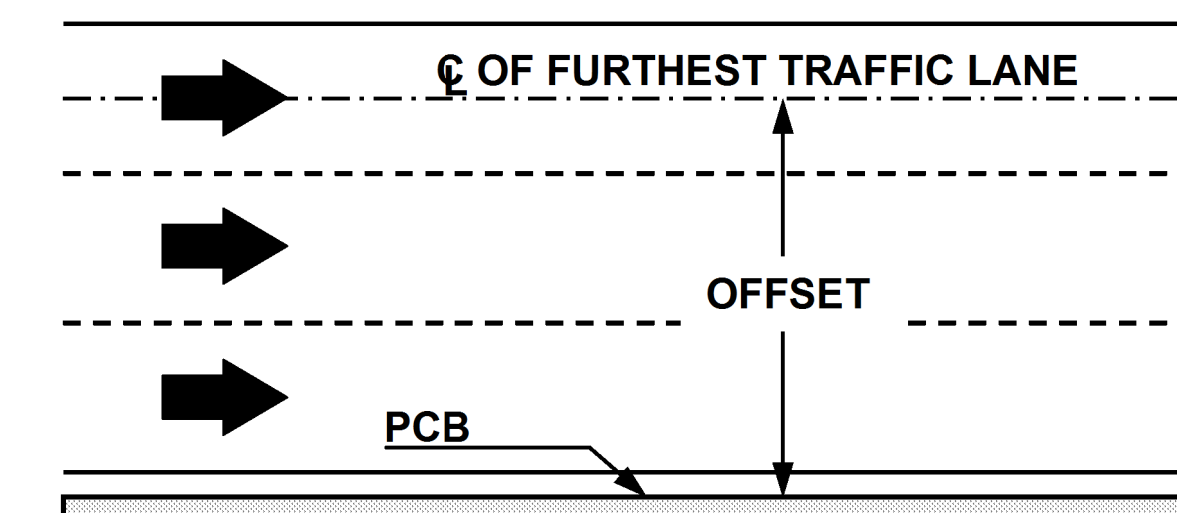 ℄ OF FURTHEST TRAFFIC LANE
OFFSET
PCB